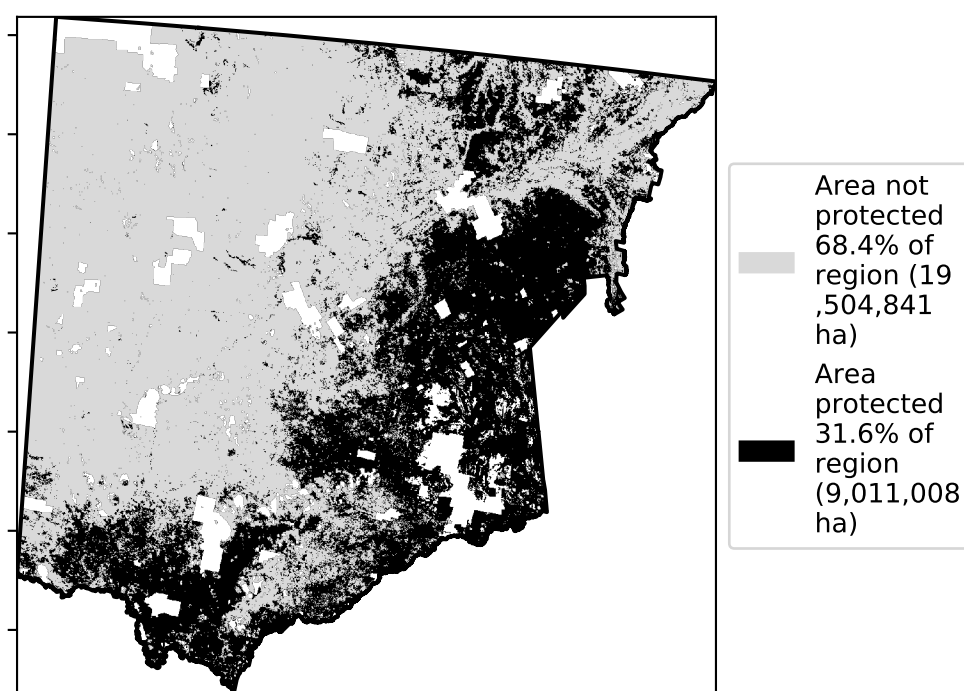 Area not
protected
68.4% of
region (19
,504,841
ha)
Area
protected
31.6% of
region
(9,011,008
ha)